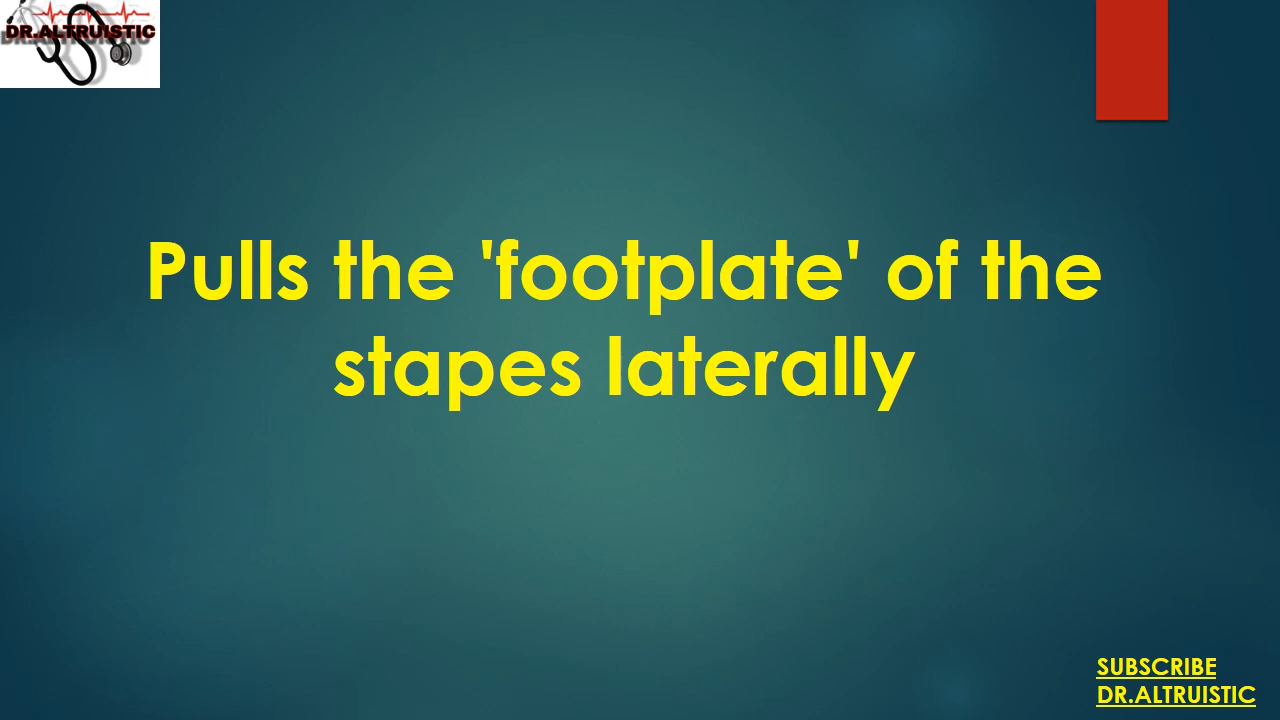 DR.ALTRUISTIC
Pulls the 'footplate' of the
stapes laterally
SUBSCRIBE
DR.ALTRUISTIC